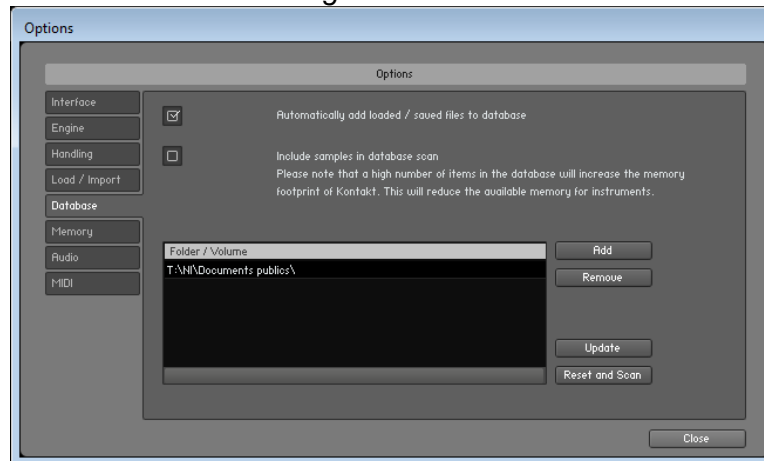 Options
Options
Interface
Engine
Handling
Load / Import
Database
Memory
Audio
MIDI
Automatically add loaded / saved files to database
Include samples in database scan
Please note that a high number of items in the database will increase the memory
footprint of Kontakt. This will reduce the available memory for instruments.
Folder / Volume
T:\NI\Documents publics\
Add
Remove
Update
Reset and Scan
Close